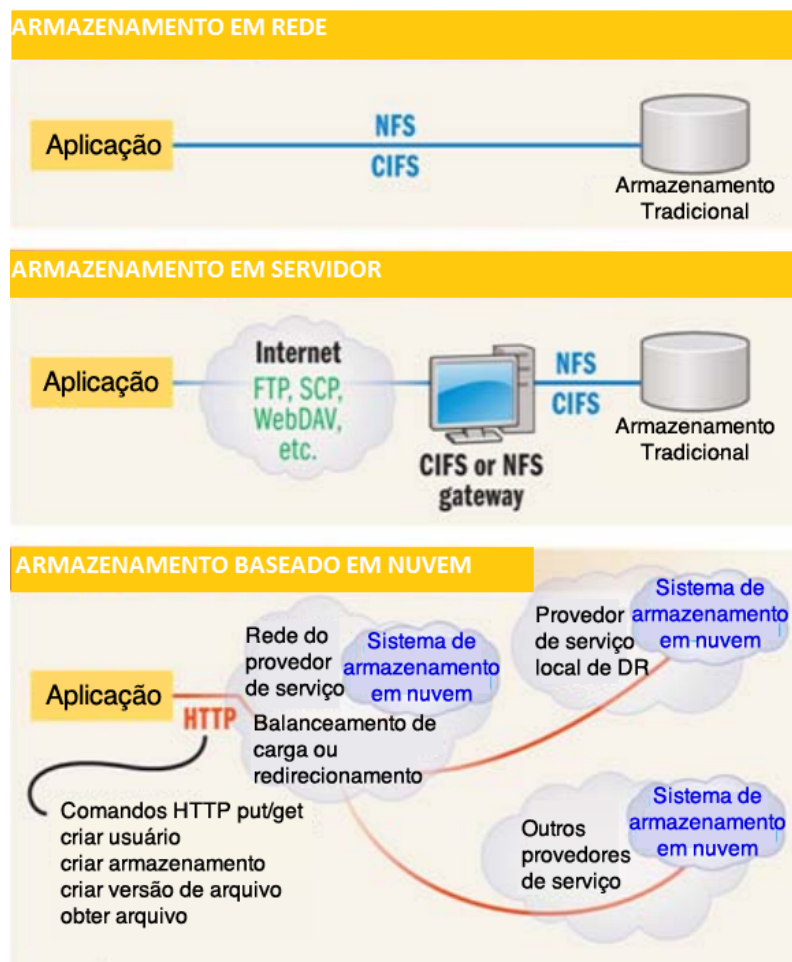 ARMAZENAMENTO EM REDE
Aplicação
NFS
CIFS
Armazenamento
Tradicional
ARMAZENAMENTO EM SERVIDOR
Aplicação
Internet
FTP, SCP,
WebDAV,
etc.
CIFS or NFS
gateway
NFS
CIFS
Armazenamento
Tradicional
ARMAZENAMENTO BASEADO EM NUVEM
Aplicação
HTTP
Rede do
provedor
de serviço
Sistema de
armazenamento
em nuvem
Balanceamento de
carga ou
redirecionamento
Provedor
de serviço
local de DR
Sistema de
armazenamento
em nuvem
Comandos HTTP put/get
criar usuário
criar armazenamento
criar versão de arquivo
obter arquivo
Outros
provedores
de serviço
Sistema de
armazenamento
em nuvem